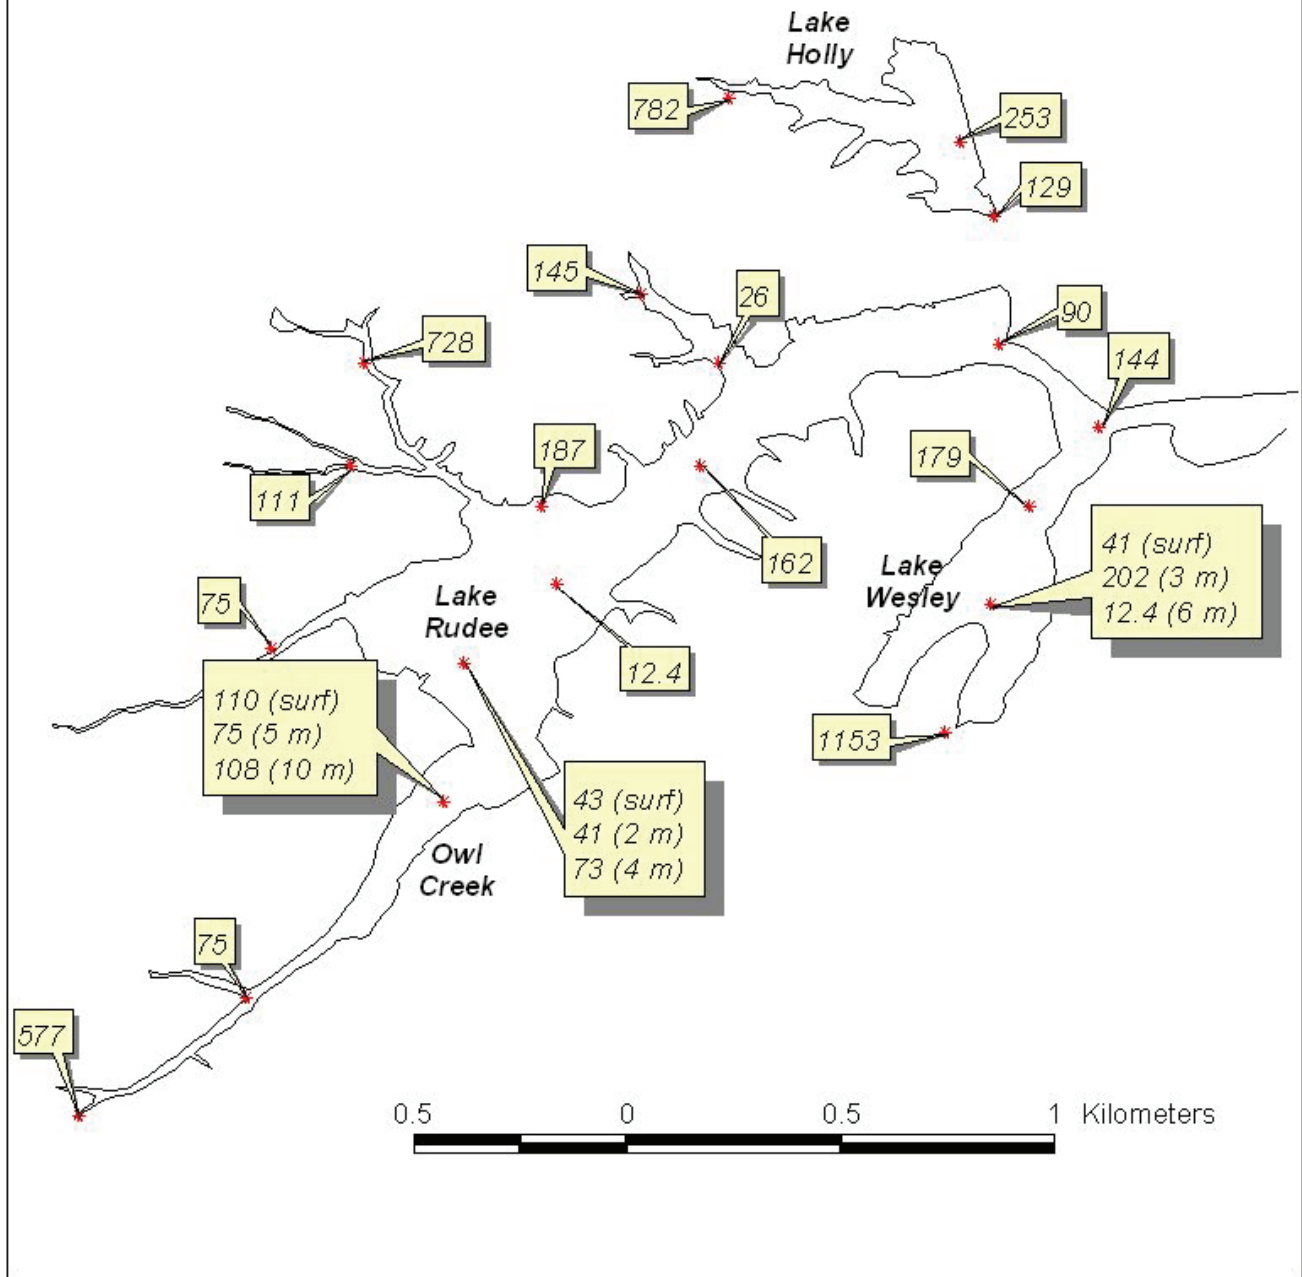 Lake
Holly
782
253
129
145
26
90
728
144
187
179
111
162
41 (surf)
202 (3 m)
12.4 (6 m)
Lake
Wesley
75
Lake
Rudee
12.4
110 (surf)
75 (5 m)
108 (10 m)
1153
43 (surf)
41 (2 m)
73 (4 m)
Owl
Creek
75
577
0.5 0 0.5 1 Kilometers